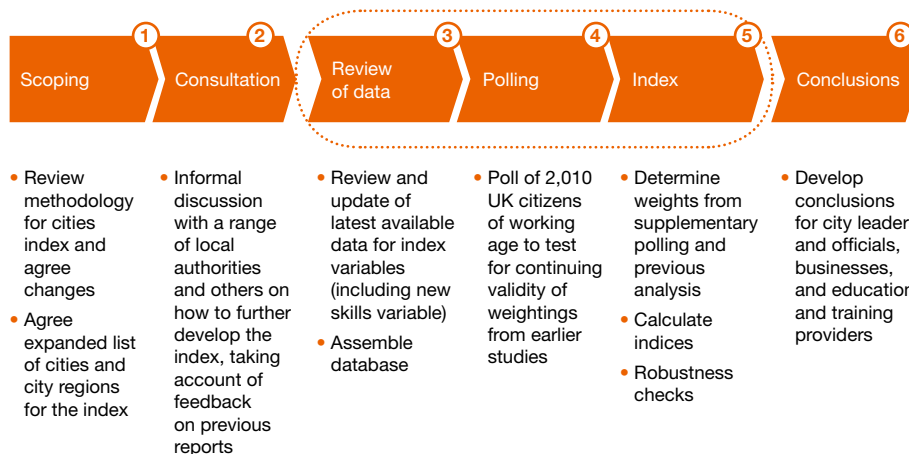 1
Scoping
2
Consultation
3
Review
of data
4
Polling
5
Index
6
Conclusions
• Review
methodology
for cities
index and
agree
changes
• Agree
expanded list
of cities and
city regions
for the index
• Informal
discussion
with a range
of local
authorities
and others on
how to further
develop the
index, taking
account of
feedback
on previous
reports
• Review and
update of
latest available
data for index
variables
(including new
skills variable)
• Assemble
database
• Poll of 2,010
UK citizens
of working
age to test
for continuing
validity of
weightings
from earlier
studies
• Determine
weights from
supplementary
polling and
previous
analysis
• Calculate
indices
• Robustness
checks
• Develop
conclusions
for city leader
and officials,
businesses,
and education
and training
providers